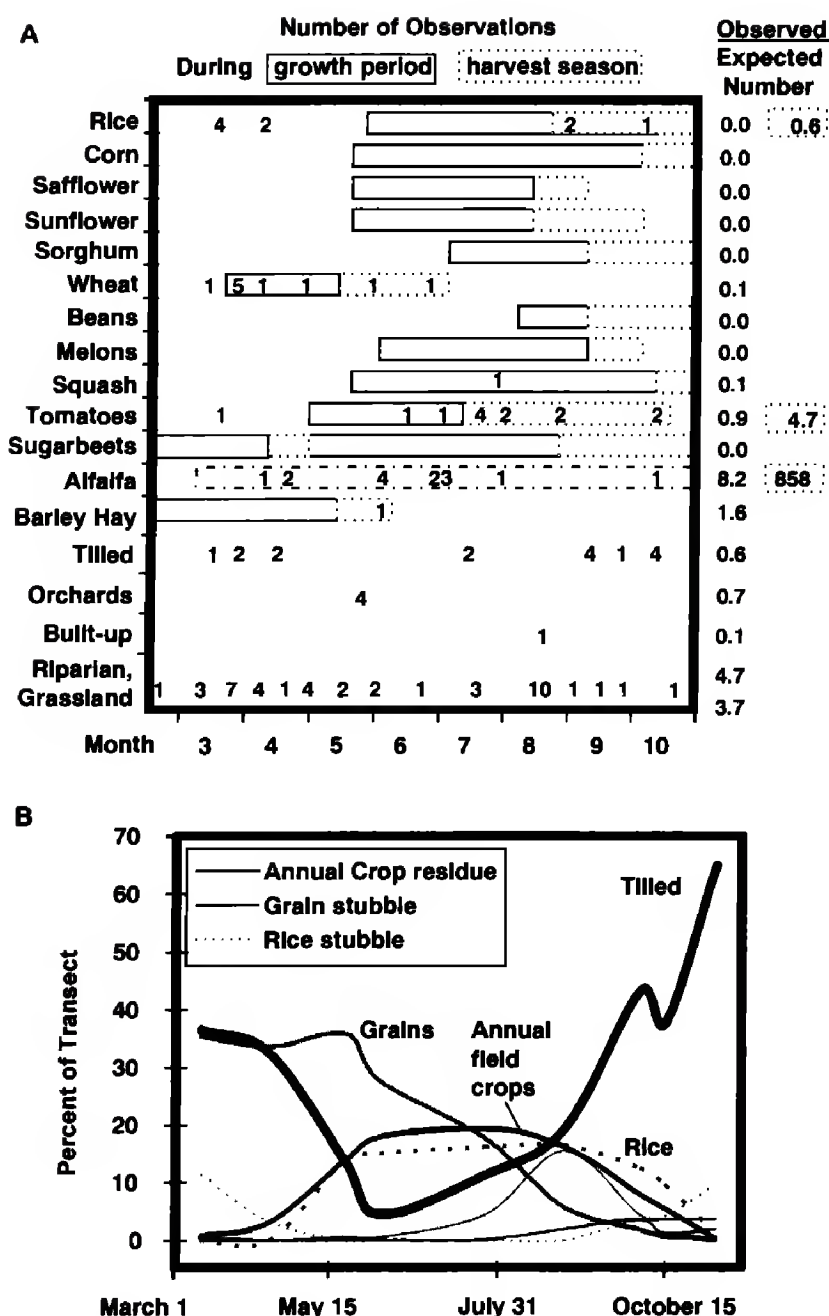 A
Number of Observations
During growth period harvest season
Observed
Expected
Number
Rice 4 2 2 1 0.0 0.6
Corn 0.0
Safflower 0.0
Sunflower 0.0
Sorghum 0.0
Wheat 1 5 1 1 1 1 0.1
Beans 0.0
Melons 0.0
Squash 1 0.1
Tomatoes 1 1 1 4 2 2 2 0.9 4.7
Sugarbeets 0.0
Alfalfa 1 2 4 23 1 1 8.2 858
Barley Hay 1 1.6
Tilled 1 2 2 2 4 1 4 0.6
Orchards 4 0.7
Built-up 1 0.1
Riparian, 4.7
Grassland 1 3 7 4 1 4 2 2 1 3 10 1 1 1 1 3.7
Month 3 4 5 6 7 8 9 10
B
Percent of Transect
70
60
50
40
30
20
10
0
Annual Crop residue
Grain stubble
Rice stubble
Tilled
Grains
Annual
field
crops
Rice
March 1 May 15 July 31 October 15